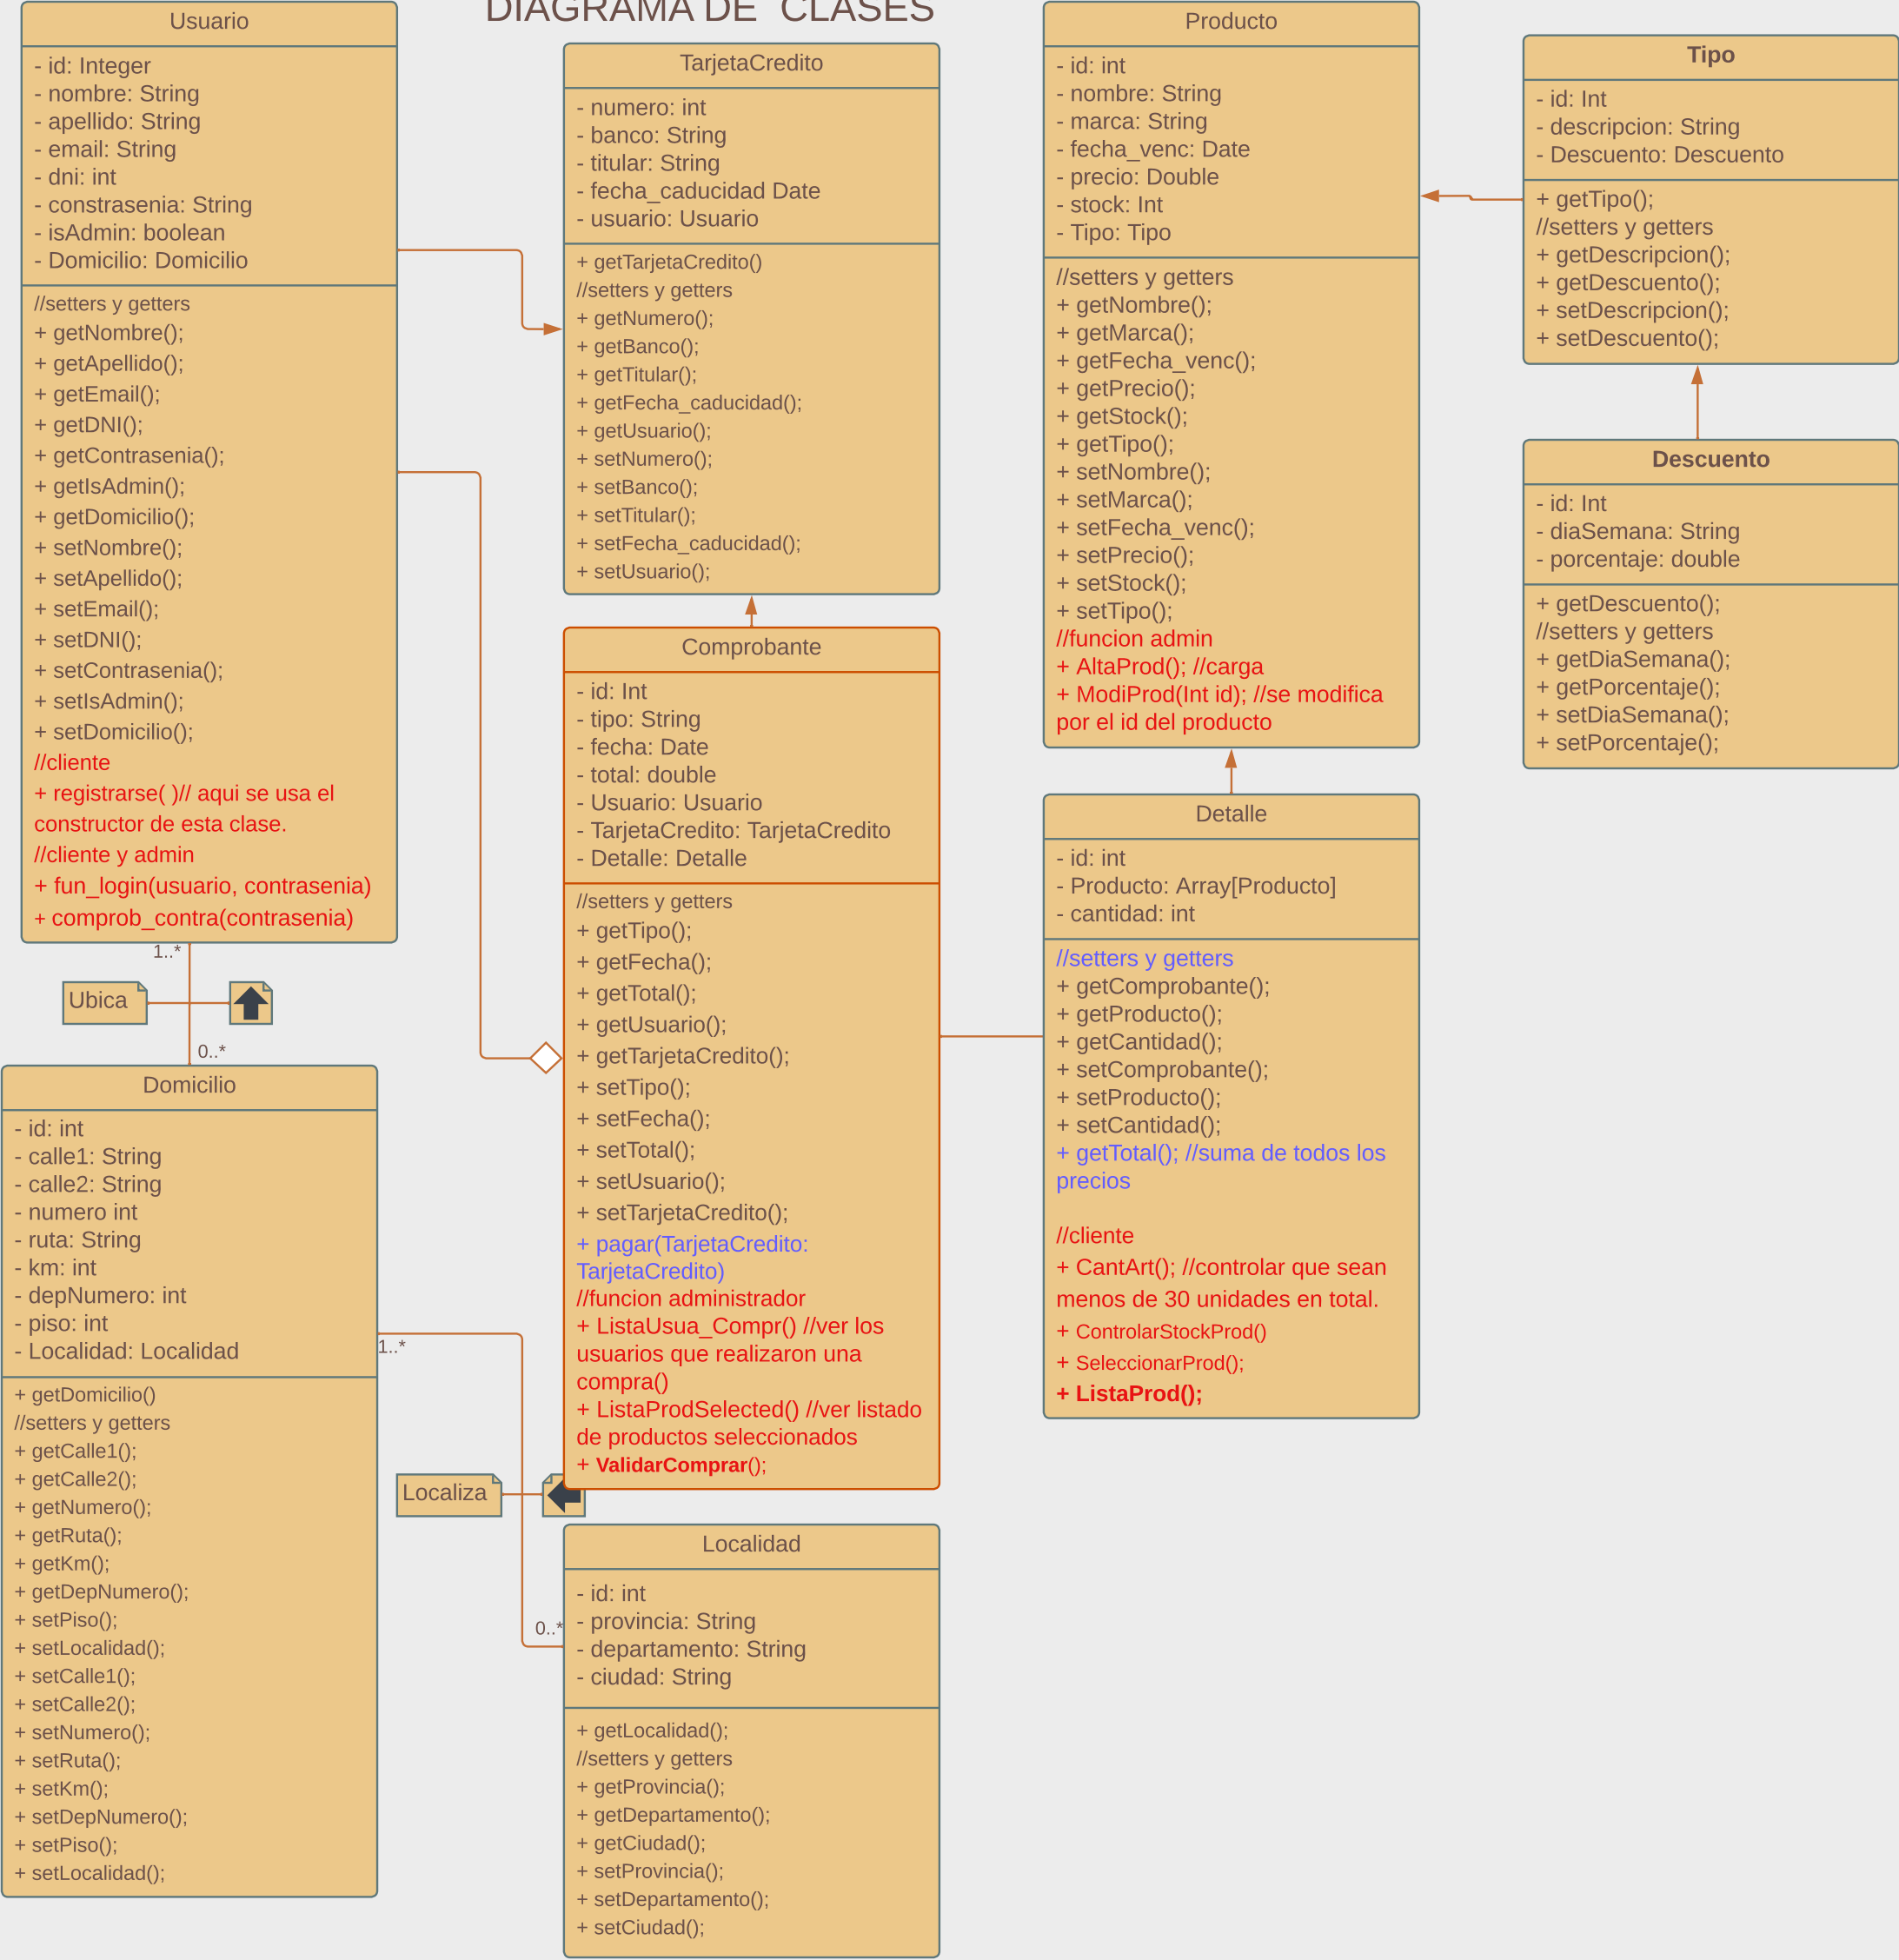 DIAGRAMA DE  CLASES
Usuario
- id: Integer
- nombre: String
- apellido: String
- email: String
- dni: int
- constrasenia: String
- isAdmin: boolean
- Domicilio: Domicilio
//setters y getters
+ getNombre();
+ getApellido();
+ getEmail();
+ getDNI();
+ getContrasenia();
+ getIsAdmin();
+ getDomicilio();
+ setNombre();
+ setApellido();
+ setEmail();
+ setDNI();
+ setContrasenia();
+ setIsAdmin();
+ setDomicilio();
//cliente
+ registrarse( )// aqui se usa el
constructor de esta clase.
//cliente y admin
+ fun_login(usuario, contrasenia)
+ comprob_contra(contrasenia)
1..*
Ubica
0..*
Domicilio
- id: int
- calle1: String
- calle2: String
- numero int
- ruta: String
- km: int
- depNumero: int
- piso: int
- Localidad: Localidad
+ getDomicilio()
//setters y getters
+ getCalle1();
+ getCalle2();
+ getNumero();
+ getRuta();
+ getKm();
+ getDepNumero();
+ setPiso();
+ setLocalidad();
+ setCalle1();
+ setCalle2();
+ setNumero();
+ setRuta();
+ setKm();
+ setDepNumero();
+ setPiso();
+ setLocalidad();
1..*
Localiza
0..*
TarjetaCredito
- numero: int
- banco: String
- titular: String
- fecha_caducidad Date
- usuario: Usuario
+ getTarjetaCredito()
//setters y getters
+ getNumero();
+ getBanco();
+ getTitular();
+ getFecha_caducidad();
+ getUsuario();
+ setNumero();
+ setBanco();
+ setTitular();
+ setFecha_caducidad();
+ setUsuario();
Comprobante
- id: Int
- tipo: String
- fecha: Date
- total: double
- Usuario: Usuario
- TarjetaCredito: TarjetaCredito
- Detalle: Detalle
//setters y getters
+ getTipo();
+ getFecha();
+ getTotal();
+ getUsuario();
+ getTarjetaCredito();
+ setTipo();
+ setFecha();
+ setTotal();
+ setUsuario();
+ setTarjetaCredito();
+ pagar(TarjetaCredito:
TarjetaCredito)
//funcion administrador
+ ListaUsua_Compr() //ver los
usuarios que realizaron una
compra()
+ ListaProdSelected() //ver listado
de productos seleccionados
+ ValidarComprar();
Localidad
- id: int
- provincia: String
- departamento: String
- ciudad: String
+ getLocalidad();
//setters y getters
+ getProvincia();
+ getDepartamento();
+ getCiudad();
+ setProvincia();
+ setDepartamento();
+ setCiudad();
Producto
- id: int
- nombre: String
- marca: String
- fecha_venc: Date
- precio: Double
- stock: Int
- Tipo: Tipo
//setters y getters
+ getNombre();
+ getMarca();
+ getFecha_venc();
+ getPrecio();
+ getStock();
+ getTipo();
+ setNombre();
+ setMarca();
+ setFecha_venc();
+ setPrecio();
+ setStock();
+ setTipo();
//funcion admin
+ AltaProd(); //carga
+ ModiProd(Int id); //se modifica
por el id del producto
Detalle
- id: int
- Producto: Array[Producto]
- cantidad: int
//setters y getters
+ getComprobante();
+ getProducto();
+ getCantidad();
+ setComprobante();
+ setProducto();
+ setCantidad();
+ getTotal(); //suma de todos los
precios
//cliente
+ CantArt(); //controlar que sean
menos de 30 unidades en total.
+ ControlarStockProd()
+ SeleccionarProd();
+ ListaProd();
Tipo
- id: Int
- descripcion: String
- Descuento: Descuento
+ getTipo();
//setters y getters
+ getDescripcion();
+ getDescuento();
+ setDescripcion();
+ setDescuento();
Descuento
- id: Int
- diaSemana: String
- porcentaje: double
+ getDescuento();
//setters y getters
+ getDiaSemana();
+ getPorcentaje();
+ setDiaSemana();
+ setPorcentaje();